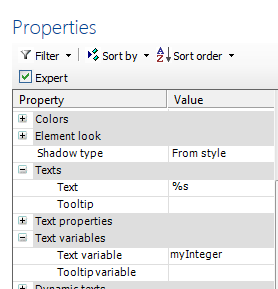 Properties
Filter Sort by Sort order
Expert
Property Value
Colors
Element look
Shadow type From style
Texts
Text %s
Tooltip
Text properties
Text variables
Text variable myInteger
Tooltip variable
Dynamic texts